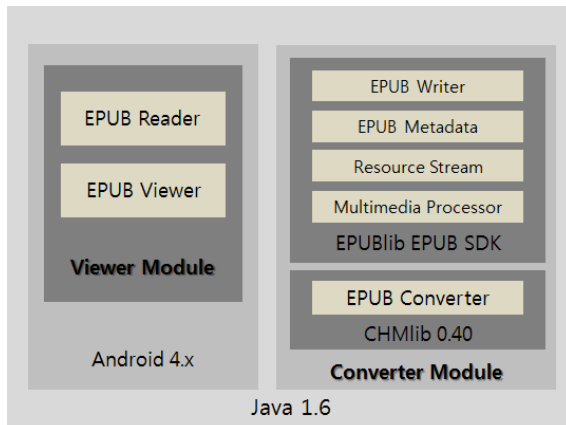 EPUB Reader
EPUB Viewer
Viewer Module
Android 4.x
EPUB Writer
EPUB Metadata
Resource Stream
Multimedia Processor
EPUBlib EPUB SDK
EPUB Converter
CHMlib 0.40
Converter Module
Java 1.6